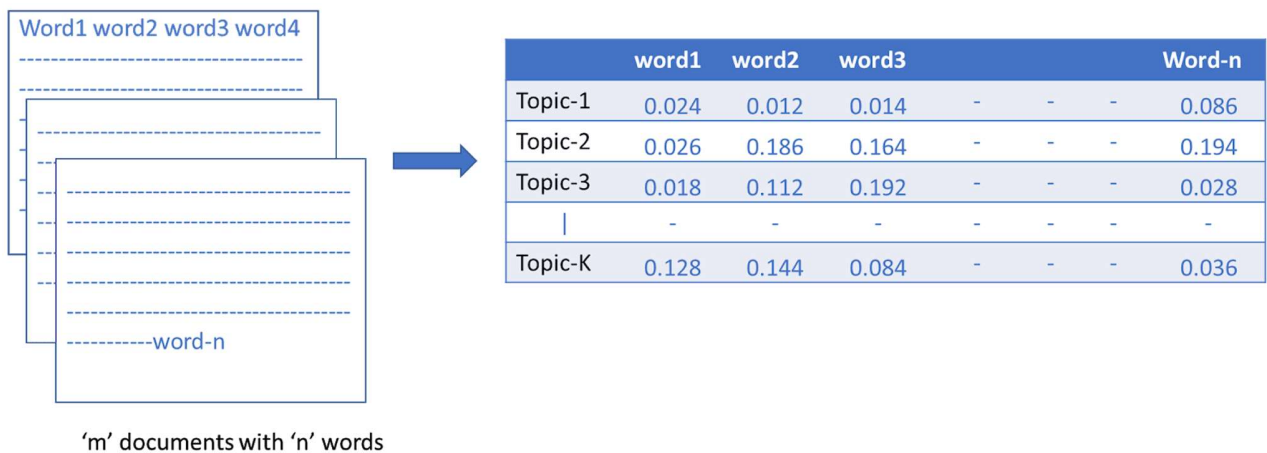 Word1 word2 word3 word4
-----------word-n
'm' documents with 'n' words
word1 word2 word3 Word-n
Topic-1 0.024 0.012 0.014 - - - 0.086
Topic-2 0.026 0.186 0.164 - - - 0.194
Topic-3 0.018 0.112 0.192 - - - 0.028
| - - - - - - -
Topic-K 0.128 0.144 0.084 - - - 0.036